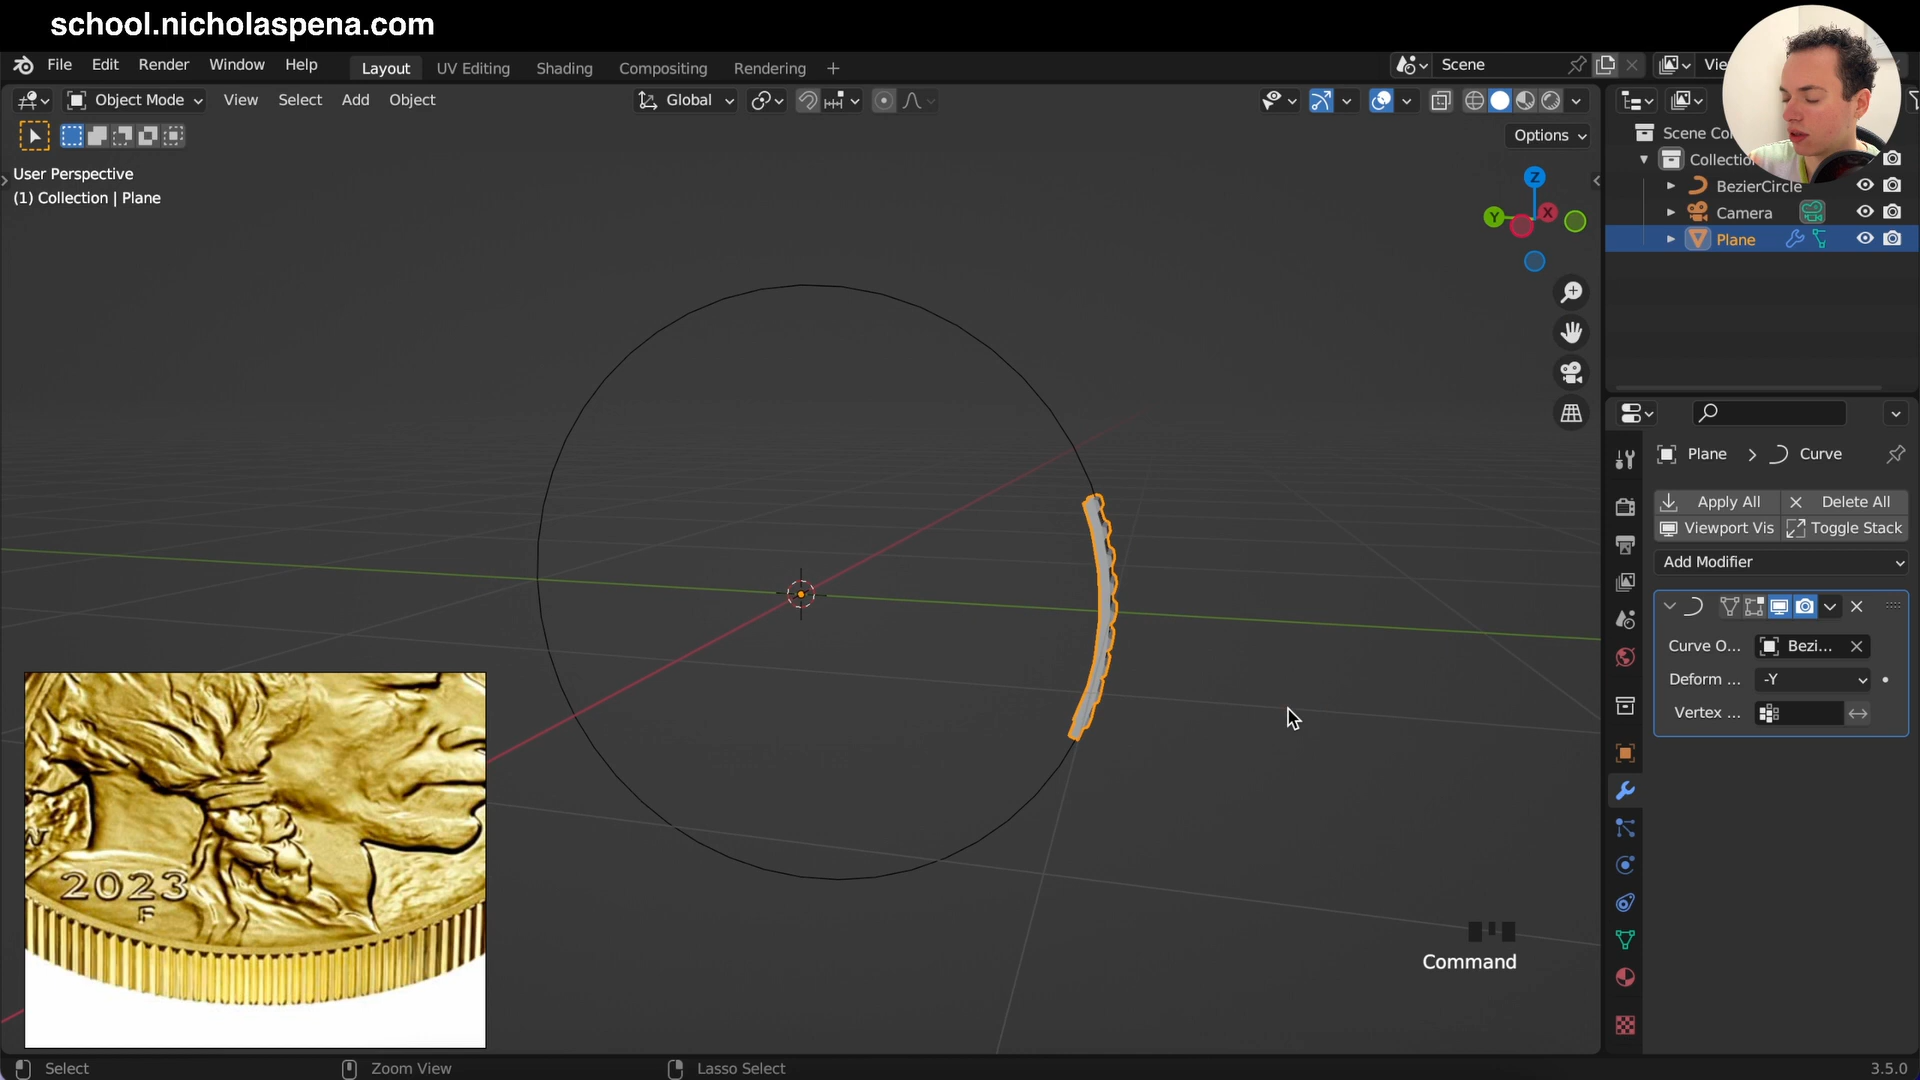 school.nicholaspena.com
File Edit Render Window Help
Layout UV Editing Shading Compositing Rendering +
Scene
Object Mode View Select Add Object
Global
Options
User Perspective
(1) Collection | Plane
Z
Y X
Scene Co
Collectio
BezierCircle
Camera
Plane
Plane > Curve
Apply All Delete All
Viewport Vis Toggle Stack
Add Modifier
Curve O... Bezi...
Deform ... -Y
Vertex ...
2023
F
Command
Select Zoom View Lasso Select 3.5.0